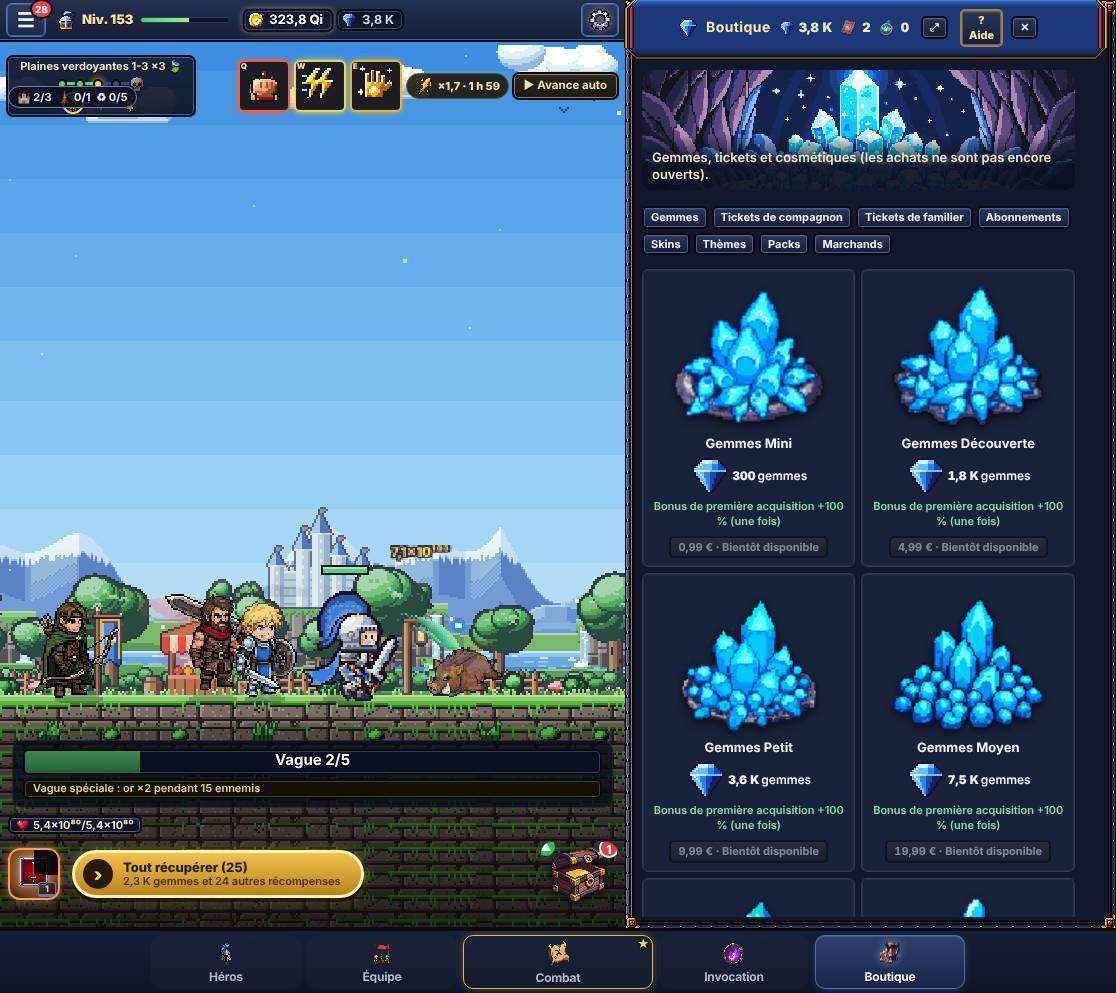 28
Niv. 153
323,8 Qi
3,8 K
Boutique
3,8 K
2
0
?
Aide
Plaines verdoyantes 1-3 ×3
2/3
0/1
0/5
Q
W
E
×1,7 · 1 h 59
Avance auto
Gemmes, tickets et cosmétiques (les achats ne sont pas encore
ouverts).
Gemmes
Tickets de compagnon
Tickets de familier
Abonnements
Skins
Thèmes
Packs
Marchands
Gemmes Mini
300 gemmes
Bonus de première acquisition +100
% (une fois)
0,99 € · Bientôt disponible
Gemmes Découverte
1,8 K gemmes
Bonus de première acquisition +100
% (une fois)
4,99 € · Bientôt disponible
Gemmes Petit
3,6 K gemmes
Bonus de première acquisition +100
% (une fois)
9,99 € · Bientôt disponible
Gemmes Moyen
7,5 K gemmes
Bonus de première acquisition +100
% (une fois)
19,99 € · Bientôt disponible
Vague 2/5
Vague spéciale : or ×2 pendant 15 ennemis
5,4×10⁸⁰/5,4×10⁸⁰
1
Tout récupérer (25)
2,3 K gemmes et 24 autres récompenses
1
Héros
Équipe
Combat
Invocation
Boutique